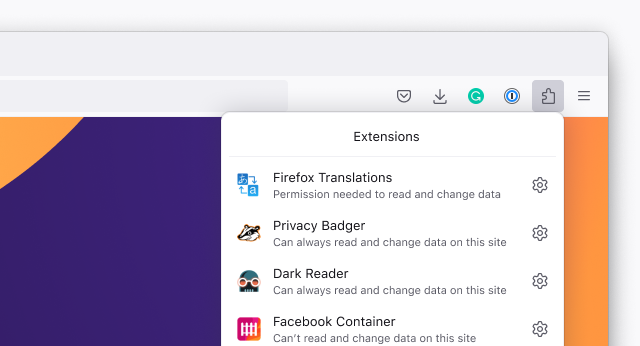 Extensions
Firefox Translations
Permission needed to read and change data
Privacy Badger
Can always read and change data on this site
Dark Reader
Can always read and change data on this site
Facebook Container
Can't read and change data on this site